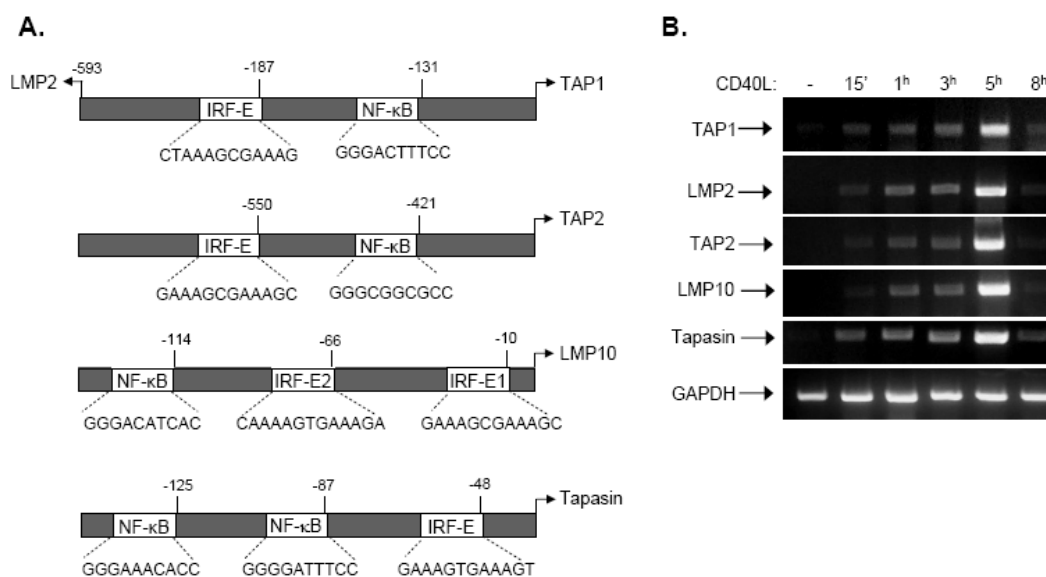 A.
-593 -187 -131
LMP2 TAP1
IRF-E NF-κB
CTAAAGCGAAAG GGGACTTTCC
-550 -421
TAP2
IRF-E NF-κB
GAAAGCGAAAGC GGGCGGCGCC
-114 -66 -10
LMP10
NF-κB IRF-E2 IRF-E1
GGGACATCAC CAAAAGTGAAAGA GAAAGCGAAAGC
-125 -87 -48
Tapasin
NF-κB NF-κB IRF-E
GGGAAACACC GGGGATTTCC GAAAGTGAAAGT
B.
CD40L: - 15' 1h 3h 5h 8h
TAP1
LMP2
TAP2
LMP10
Tapasin
GAPDH